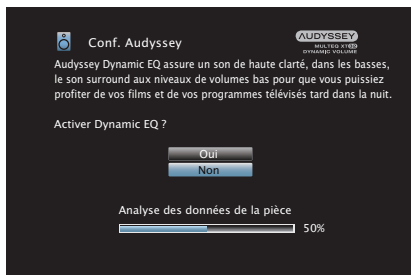 Conf. Audyssey
AUDYSSEY
MULTEQ XT32
DYNAMIC VOLUME
Audyssey Dynamic EQ assure un son de haute clarté, dans les basses,
le son surround aux niveaux de volumes bas pour que vous puissiez
profiter de vos films et de vos programmes télévisés tard dans la nuit.
Activer Dynamic EQ ?
Oui
Non
Analyse des données de la pièce
50%